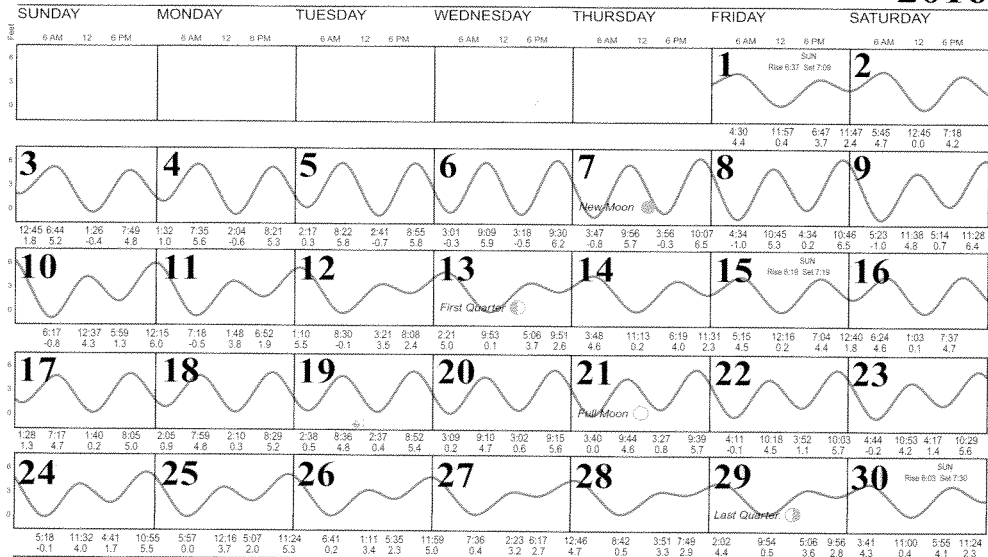 2016
SUNDAY MONDAY TUESDAY WEDNESDAY THURSDAY FRIDAY SATURDAY
Feet 6 AM 12 6 PM 6 AM 12 6 PM 6 AM 12 6 PM 6 AM 12 6 PM 6 AM 12 6 PM 6 AM 12 6 PM 6 AM 12 6 PM
6
3
0
1 SUN 2
Rise 6:37 Set 7:09
4:30 11:57 6:47 11:47 5:45 12:45 7:18
4.4 0.4 3.7 2.4 4.7 0.0 4.2
6
3
0
3 4 5 6 7 8 9
New Moon
12:45 6:44 1:26 7:49 1:32 7:35 2:04 8:21 2:17 8:22 2:41 8:55 3:01 9:09 3:18 9:30 3:47 9:56 3:56 10:07 4:34 10:45 4:34 10:46 5:23 11:38 5:14 11:28
1.8 5.2 -0.4 4.8 1.0 5.6 -0.6 5.3 0.3 5.8 -0.7 5.8 -0.3 5.9 -0.5 6.2 -0.8 5.7 -0.3 6.5 -1.0 5.3 0.2 6.5 -1.0 4.8 0.7 6.4
6
3
0
10 11 12 13 14 15 SUN 16
Rise 6:19 Set 7:19
First Quarter
6:17 12:37 5:59 12:15 7:18 1:48 6:52 1:10 8:30 3:21 8:08 2:21 9:53 5:06 9:51 3:48 11:13 6:19 11:31 5:15 12:16 7:04 12:40 6:24 1:03 7:37
-0.8 4.3 1.3 6.0 -0.5 3.8 1.9 5.5 -0.1 3.5 2.4 5.0 0.1 3.7 2.6 4.6 0.2 4.0 2.3 4.5 0.2 4.4 1.8 4.6 0.1 4.7
6
3
0
17 18 19 20 21 22 23
Full Moon
1:28 7:17 1:40 8:05 2:05 7:59 2:10 8:29 2:38 8:36 2:37 8:52 3:09 9:10 3:02 9:15 3:40 9:44 3:27 9:39 4:11 10:18 3:52 10:03 4:44 10:53 4:17 10:29
1.3 4.7 0.2 5.0 0.9 4.8 0.3 5.2 0.5 4.8 0.4 5.4 0.2 4.7 0.6 5.6 0.0 4.6 0.8 5.7 -0.1 4.5 1.1 5.7 -0.2 4.2 1.4 5.6
6
3
0
24 25 26 27 28 29 30 SUN
Rise 6:03 Set 7:30
Last Quarter
5:18 11:32 4:41 10:55 5:57 12:16 5:07 11:24 6:41 1:11 5:35 11:59 7:36 2:23 6:17 12:46 8:42 3:51 7:49 2:02 9:54 5:06 9:56 3:41 11:00 5:55 11:24
-0.1 4.0 1.7 5.5 0.0 3.7 2.0 5.3 0.2 3.4 2.3 5.0 0.4 3.2 2.7 4.7 0.5 3.3 2.9 4.4 0.5 3.6 2.8 4.3 0.4 4.1 2.3